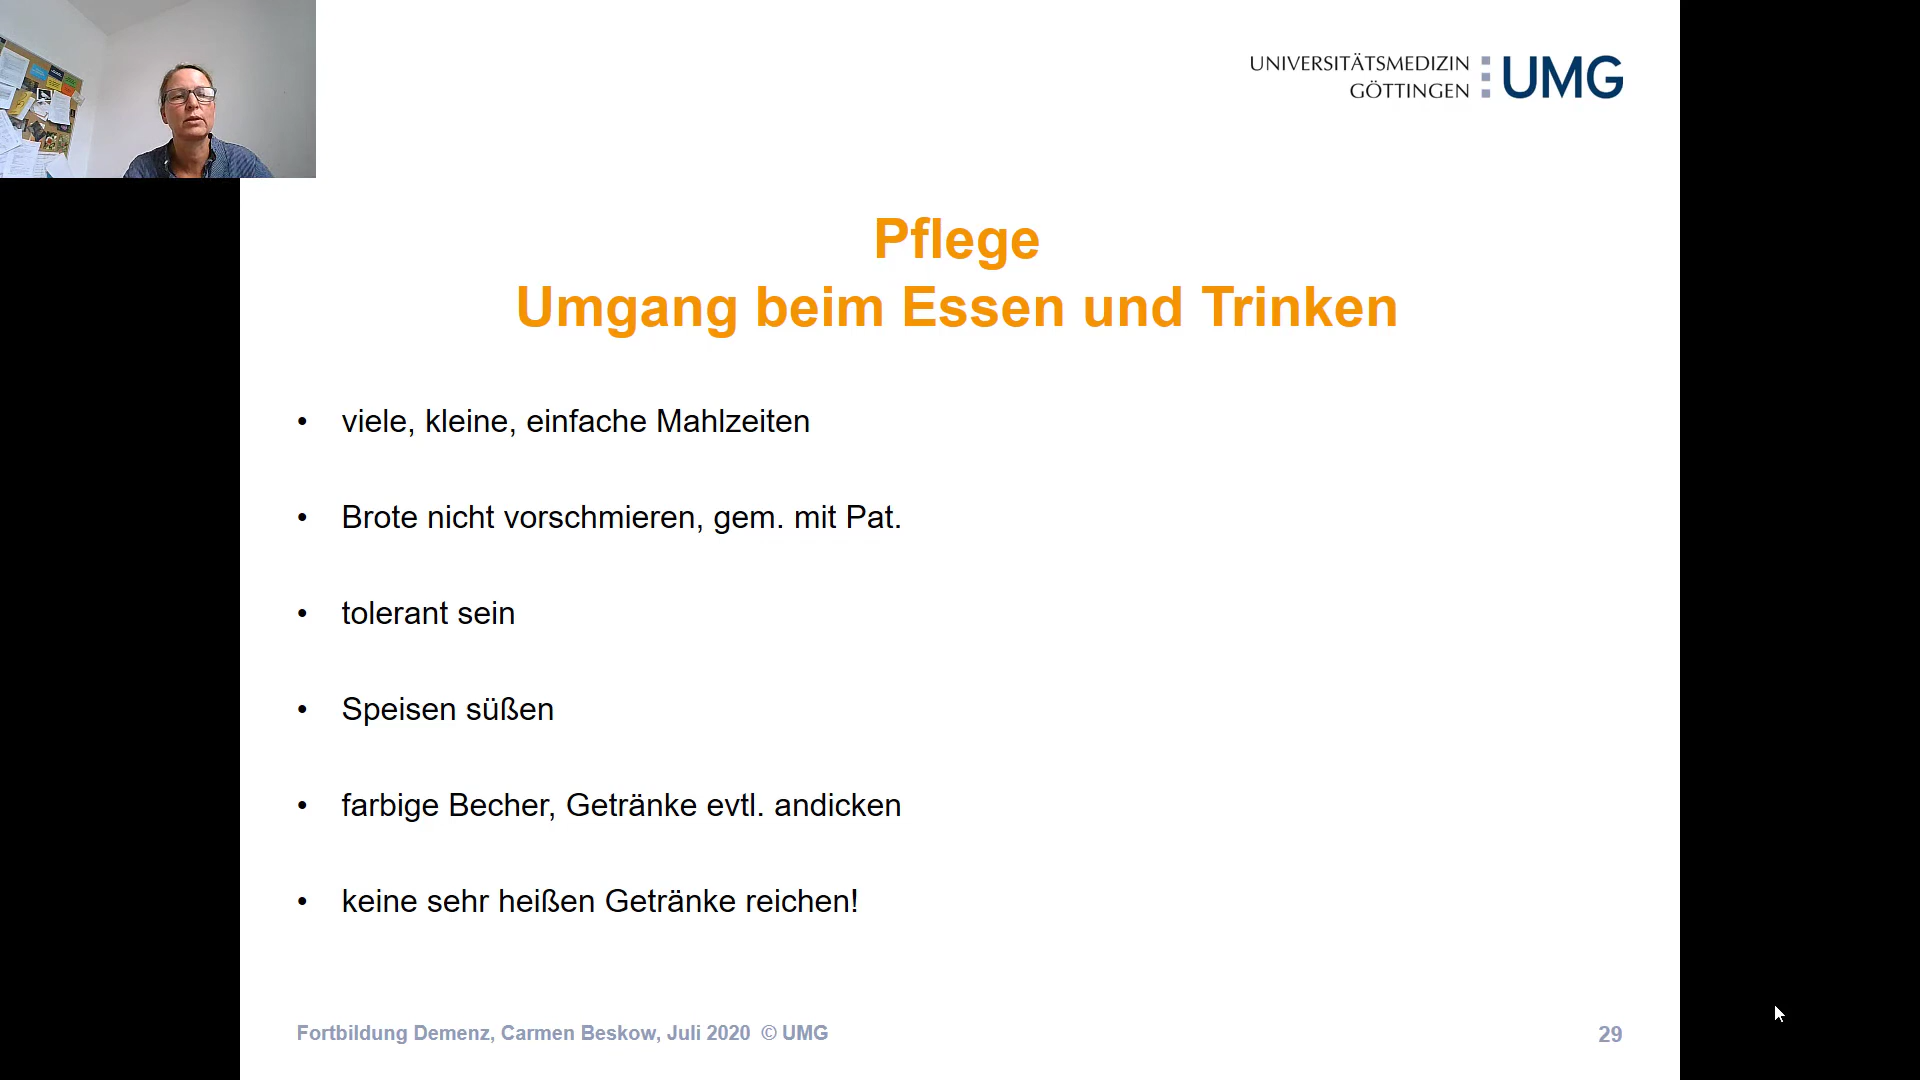 UNIVERSITÄTSMEDIZIN
GÖTTINGEN
UMG
Pflege
Umgang beim Essen und Trinken
• viele, kleine, einfache Mahlzeiten
• Brote nicht vorschmieren, gem. mit Pat.
• tolerant sein
• Speisen süßen
• farbige Becher, Getränke evtl. andicken
• keine sehr heißen Getränke reichen!
Fortbildung Demenz, Carmen Beskow, Juli 2020 © UMG
29